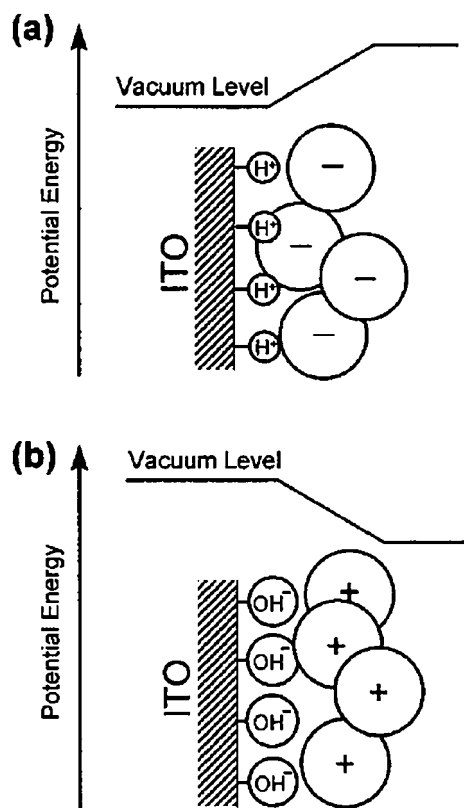 (a)
Vacuum Level
Potential Energy
ITO
H⁺
−
H⁺
−
H⁺
−
H⁺
−
(b)
Vacuum Level
Potential Energy
ITO
OH⁻
+
OH⁻
+
OH⁻
+
OH⁻
+